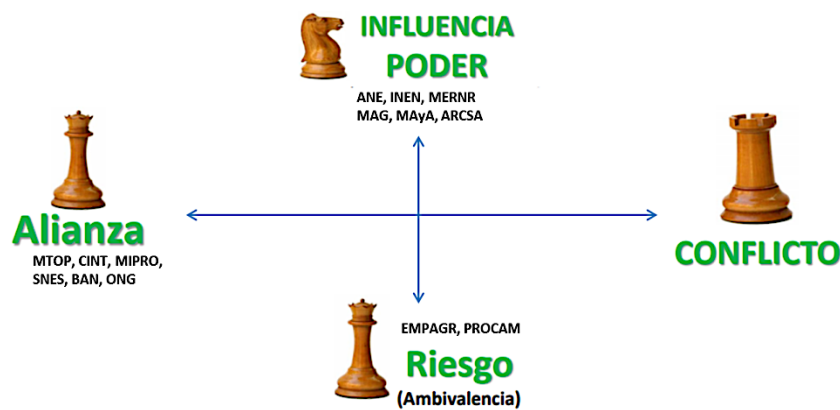 INFLUENCIA
PODER
ANE, INEN, MERNR
MAG, MAyA, ARCSA
Alianza
MTOP, CINT, MIPRO,
SNES, BAN, ONG
CONFLICTO
EMPAGR, PROCAM
Riesgo
(Ambivalencia)